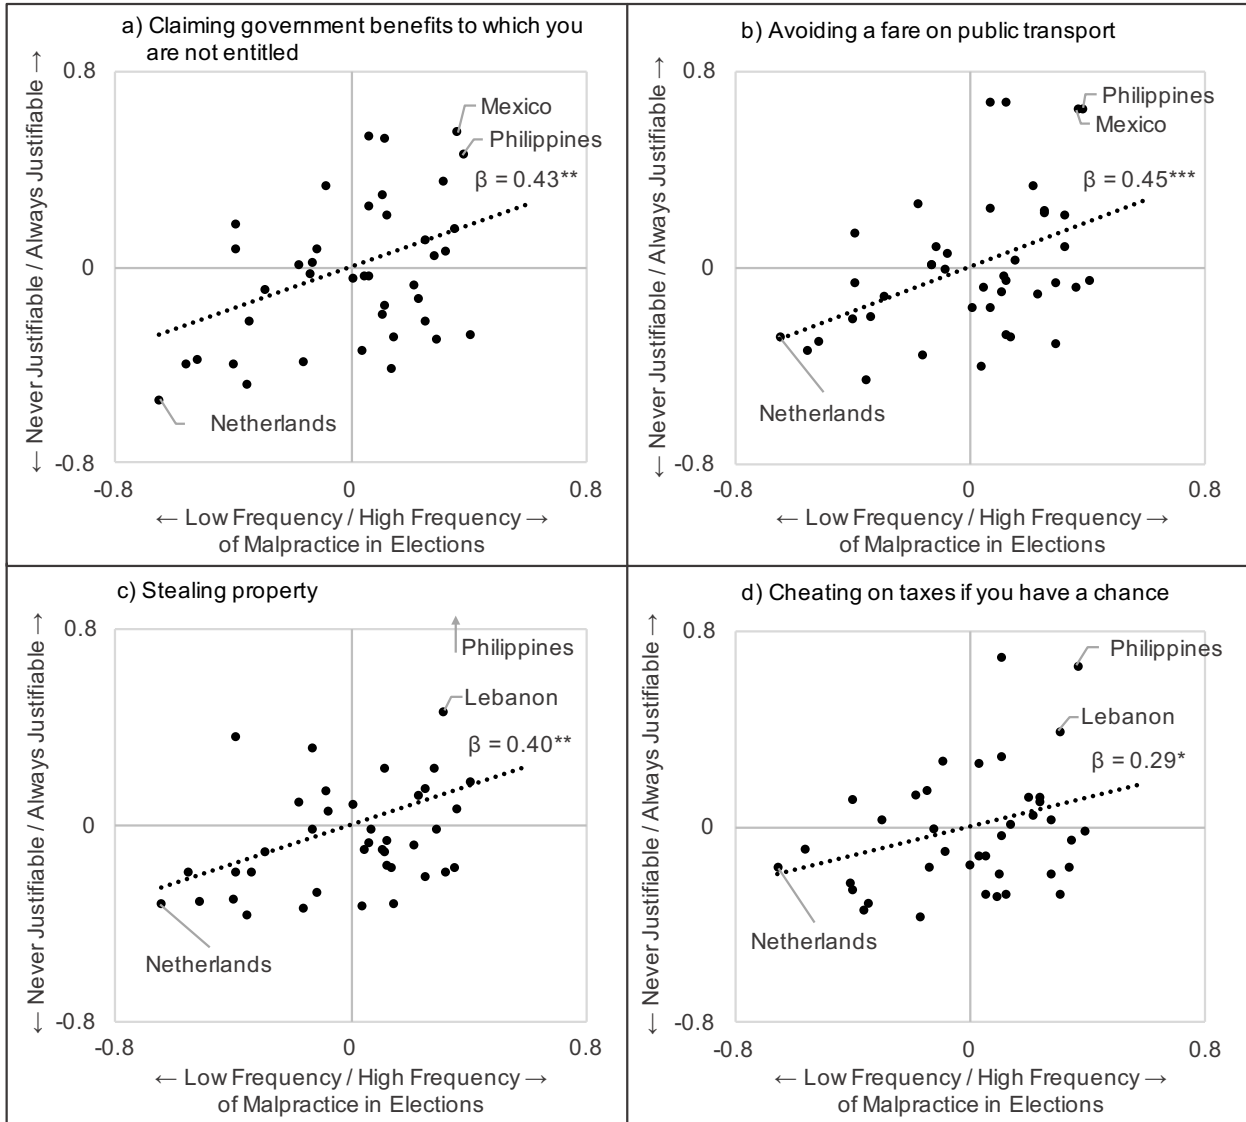 a) Claiming government benefits to which you
are not entitled
← Never Justifiable / Always Justifiable →
0.8
0
-0.8
Mexico
Philippines
β = 0.43**
Netherlands
-0.8
0
0.8
← Low Frequency / High Frequency →
of Malpractice in Elections
b) Avoiding a fare on public transport
← Never Justifiable / Always Justifiable →
0.8
0
-0.8
Philippines
Mexico
β = 0.45***
Netherlands
-0.8
0
0.8
← Low Frequency / High Frequency →
of Malpractice in Elections
c) Stealing property
← Never Justifiable / Always Justifiable →
0.8
0
-0.8
Philippines
Lebanon
β = 0.40**
Netherlands
-0.8
0
0.8
← Low Frequency / High Frequency →
of Malpractice in Elections
d) Cheating on taxes if you have a chance
← Never Justifiable / Always Justifiable →
0.8
0
-0.8
Philippines
Lebanon
β = 0.29*
Netherlands
-0.8
0
0.8
← Low Frequency / High Frequency →
of Malpractice in Elections